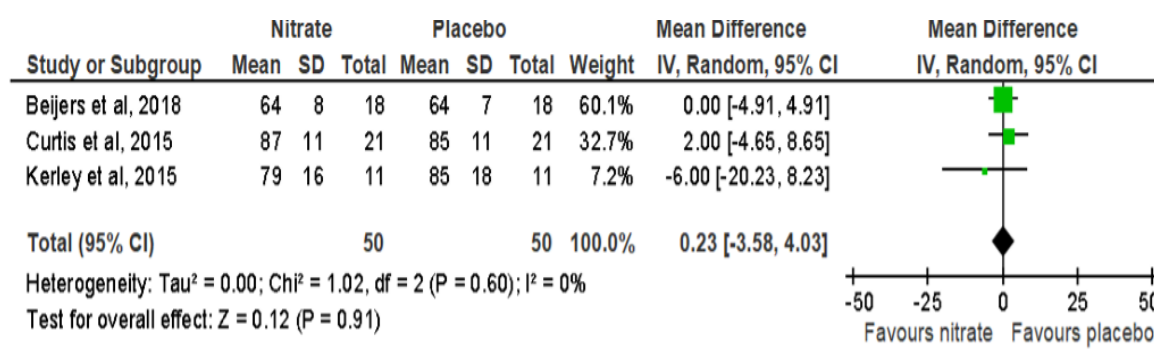 Nitrate Placebo Mean Difference Mean Difference
Study or Subgroup Mean SD Total Mean SD Total Weight IV, Random, 95% CI IV, Random, 95% CI
Beijers et al, 2018 64 8 18 64 7 18 60.1% 0.00 [-4.91, 4.91]
Curtis et al, 2015 87 11 21 85 11 21 32.7% 2.00 [-4.65, 8.65]
Kerley et al, 2015 79 16 11 85 18 11 7.2% -6.00 [-20.23, 8.23]
Total (95% CI) 50 50 100.0% 0.23 [-3.58, 4.03]
Heterogeneity: Tau² = 0.00; Chi² = 1.02, df = 2 (P = 0.60); I² = 0%
Test for overall effect: Z = 0.12 (P = 0.91)
-50 -25 0 25 50
Favours nitrate Favours placebo